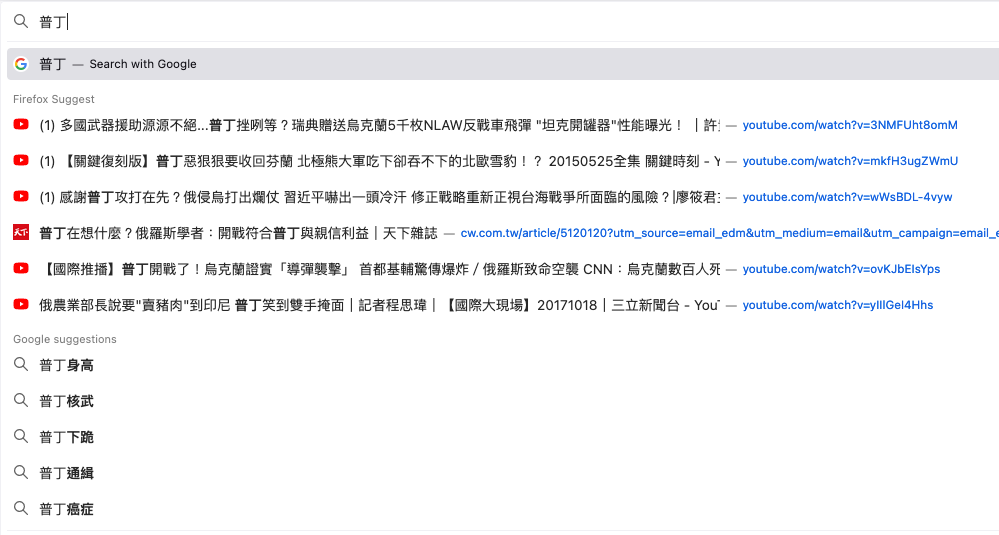 普丁
普丁 — Search with Google
Firefox Suggest
(1) 多國武器援助源源不絕...普丁挫咧等？瑞典贈送烏克蘭5千枚NLAW反戰車飛彈 "坦克開罐器"性能曝光！ ｜許 — youtube.com/watch?v=3NMFUht8omM
(1) 【關鍵復刻版】普丁惡狠狠要收回芬蘭 北極熊大軍吃下卻吞不下的北歐雪豹！？ 20150525全集 關鍵時刻 - Y — youtube.com/watch?v=mkfH3ugZWmU
(1) 感謝普丁攻打在先？俄侵烏打出爛仗 習近平嚇出一頭冷汗 修正戰略重新正視台海戰爭所面臨的風險？|廖筱君主 — youtube.com/watch?v=wWsBDL-4vyw
普丁在想什麼？俄羅斯學者：開戰符合普丁與親信利益｜天下雜誌 — cw.com.tw/article/5120120?utm_source=email_edm&utm_medium=email&utm_campaign=email_e
【國際推播】普丁開戰了！烏克蘭證實「導彈襲擊」 首都基輔驚傳爆炸 / 俄羅斯致命空襲 CNN：烏克蘭數百人死 — youtube.com/watch?v=ovKJbEIsYps
俄農業部長說要"賣豬肉"到印尼 普丁笑到雙手掩面｜記者程思瑋｜【國際大現場】20171018｜三立新聞台 - YouT — youtube.com/watch?v=yIIIGel4Hhs
Google suggestions
普丁身高
普丁核武
普丁下跪
普丁通緝
普丁癌症